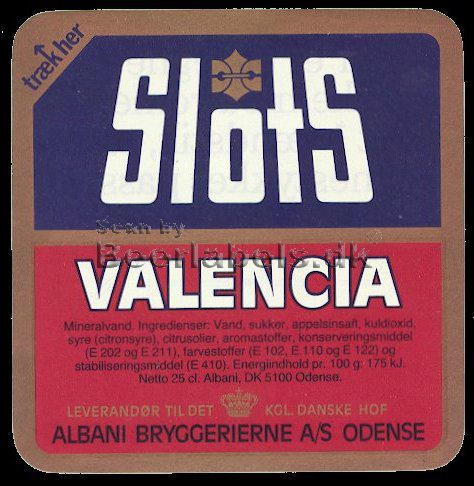 træk her
Slots
Scan by
Beerlabels.dk
VALENCIA
Mineralvand. Ingredienser: Vand, sukker, appelsinsaft, kuldioxid,
syre (citronsyre), citrusolier, aromastoffer, konserveringsmiddel
(E 202 og E 211), farvestoffer (E 102, E 110 og E 122) og
stabiliseringsmiddel (E 410). Energiindhold pr. 100 g: 175 kJ.
Netto 25 cl. Albani, DK 5100 Odense.
LEVERANDØR TIL DET KGL. DANSKE HOF
ALBANI BRYGGERIERNE A/S ODENSE